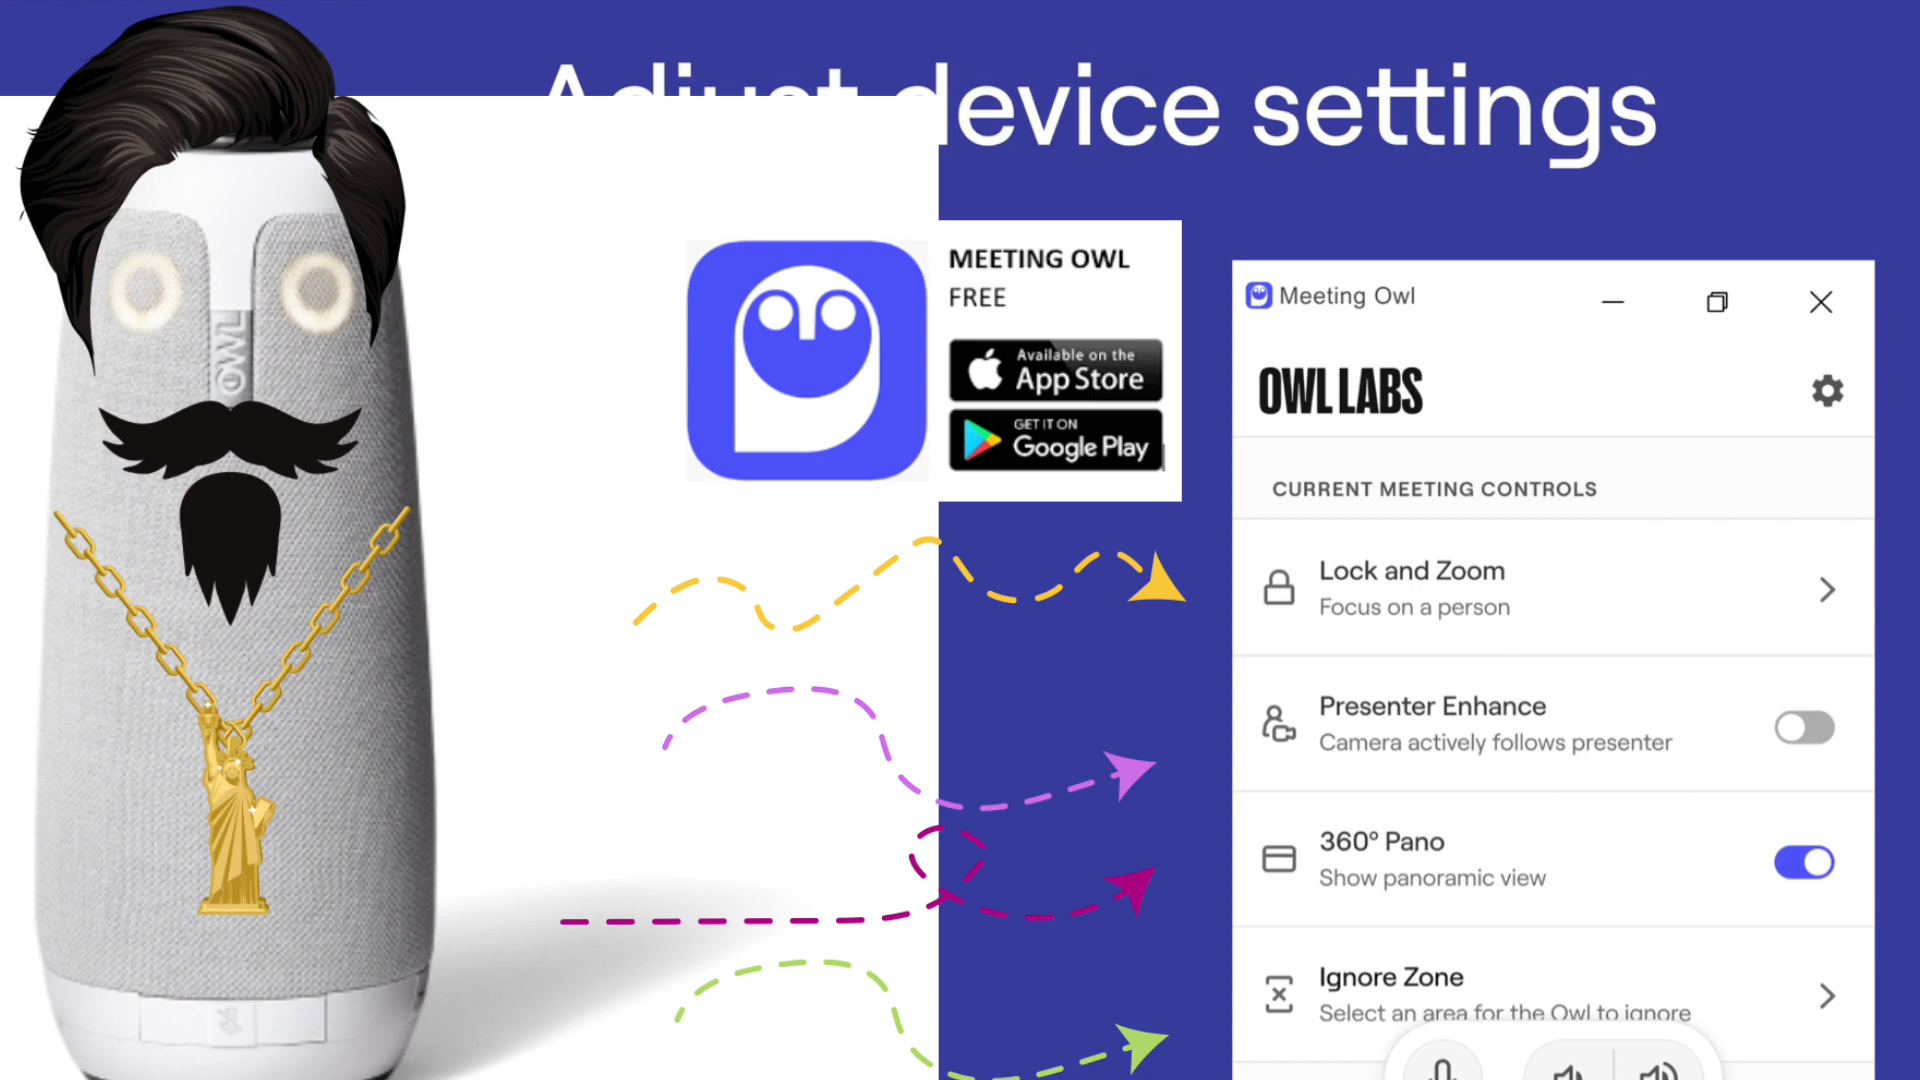 Adjust device settings
OWL
MEETING OWL
FREE
Available on the
App Store
GET IT ON
Google Play
Meeting Owl
OWL LABS
CURRENT MEETING CONTROLS
Lock and Zoom
Focus on a person
Presenter Enhance
Camera actively follows presenter
360° Pano
Show panoramic view
Ignore Zone
Select an area for the Owl to ignore